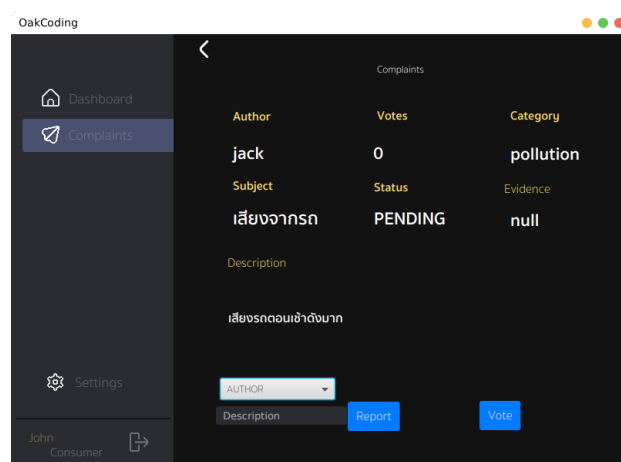 OakCoding
Dashboard
Complaints
Settings
John
Consumer
Complaints
Author Votes Category
jack 0 pollution
Subject Status Evidence
เสียงจากรถ PENDING null
Description
เสียงรถตอนเช้าดังมาก
AUTHOR
Description Report Vote